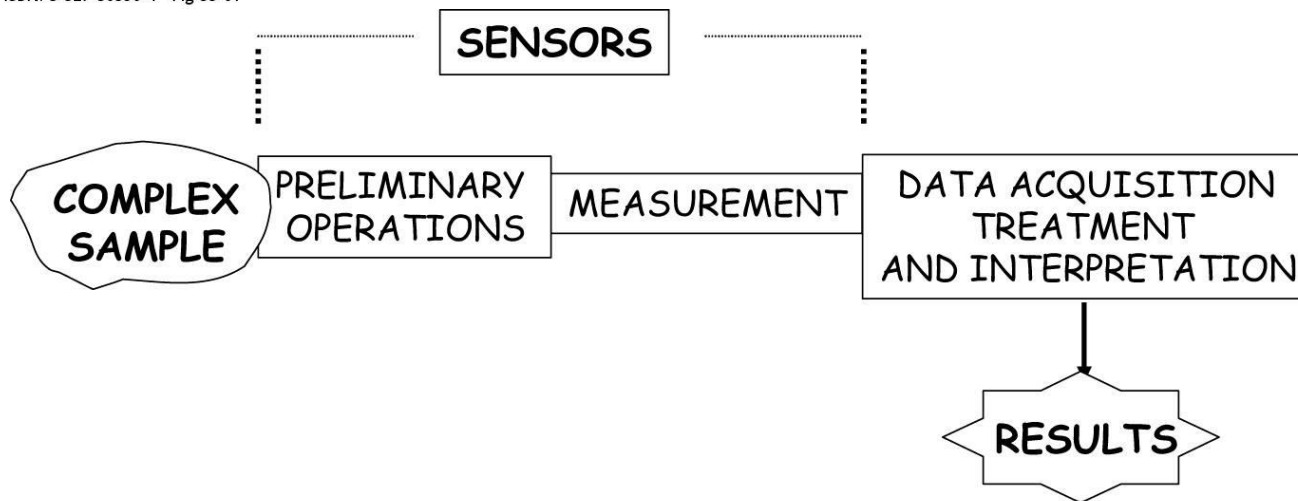 SENSORS
COMPLEX
SAMPLE
PRELIMINARY
OPERATIONS
MEASUREMENT
DATA ACQUISITION
TREATMENT
AND INTERPRETATION
RESULTS